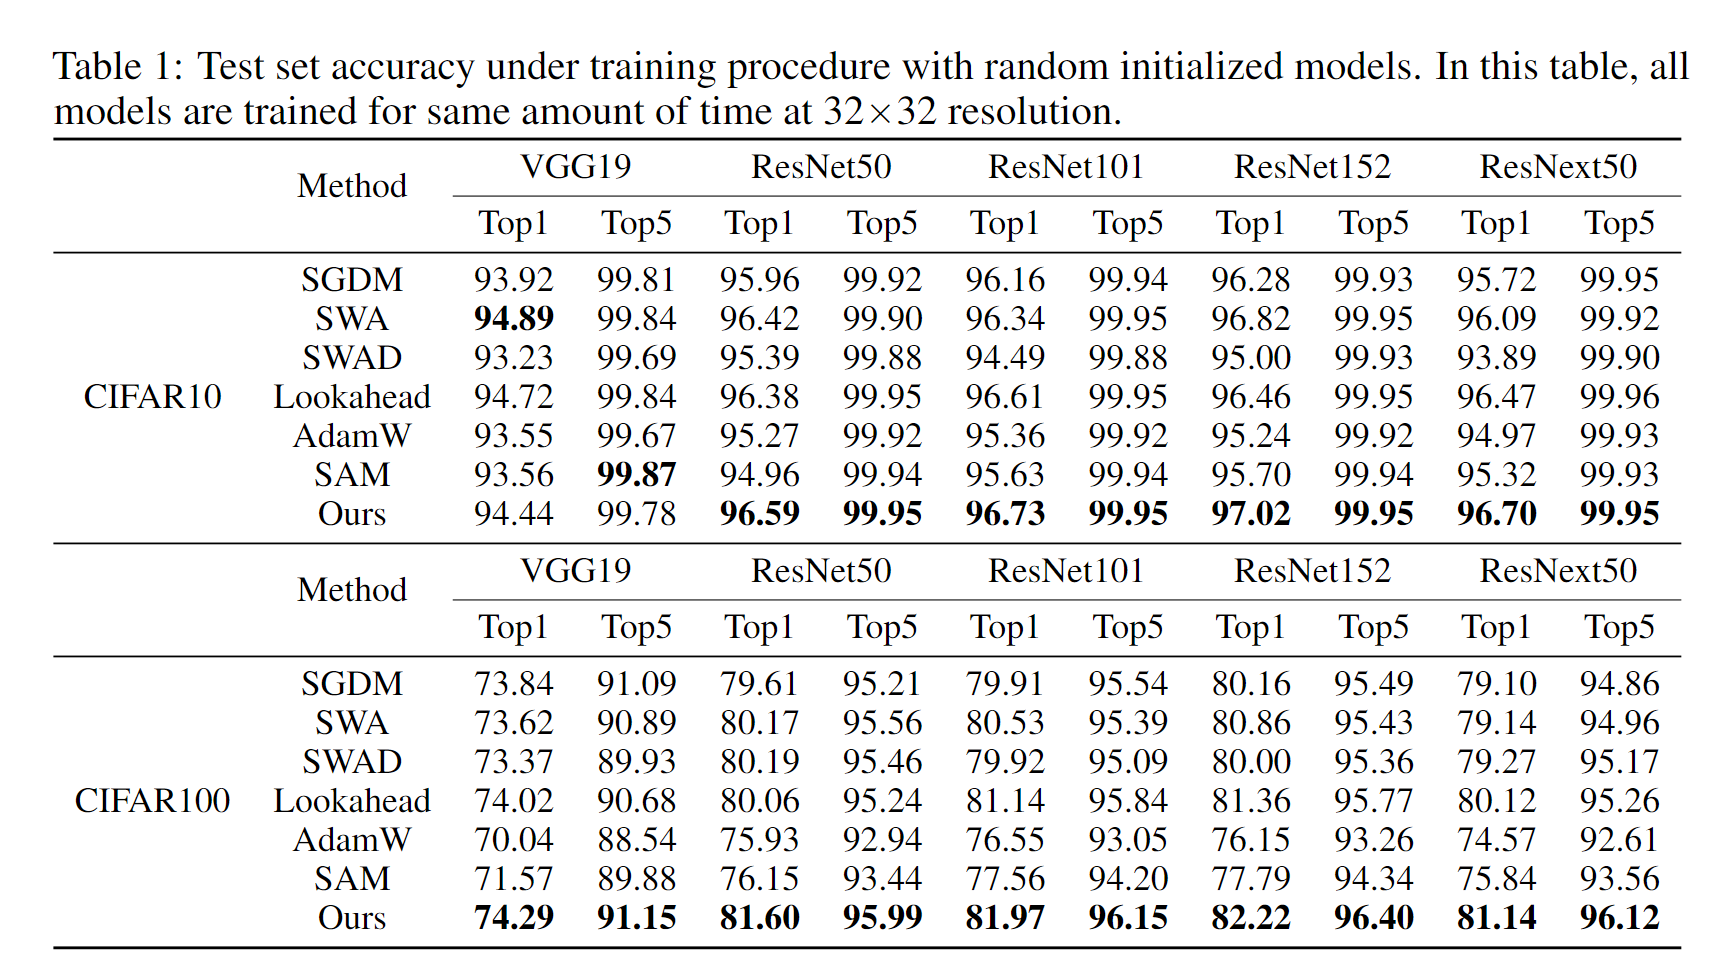 Table 1: Test set accuracy under training procedure with random initialized models. In this table, all
models are trained for same amount of time at 32×32 resolution.
Method VGG19 ResNet50 ResNet101 ResNet152 ResNext50
Top1 Top5 Top1 Top5 Top1 Top5 Top1 Top5 Top1 Top5
SGDM 93.92 99.81 95.96 99.92 96.16 99.94 96.28 99.93 95.72 99.95
SWA 94.89 99.84 96.42 99.90 96.34 99.95 96.82 99.95 96.09 99.92
SWAD 93.23 99.69 95.39 99.88 94.49 99.88 95.00 99.93 93.89 99.90
CIFAR10 Lookahead 94.72 99.84 96.38 99.95 96.61 99.95 96.46 99.95 96.47 99.96
AdamW 93.55 99.67 95.27 99.92 95.36 99.92 95.24 99.92 94.97 99.93
SAM 93.56 99.87 94.96 99.94 95.63 99.94 95.70 99.94 95.32 99.93
Ours 94.44 99.78 96.59 99.95 96.73 99.95 97.02 99.95 96.70 99.95
Method VGG19 ResNet50 ResNet101 ResNet152 ResNext50
Top1 Top5 Top1 Top5 Top1 Top5 Top1 Top5 Top1 Top5
SGDM 73.84 91.09 79.61 95.21 79.91 95.54 80.16 95.49 79.10 94.86
SWA 73.62 90.89 80.17 95.56 80.53 95.39 80.86 95.43 79.14 94.96
SWAD 73.37 89.93 80.19 95.46 79.92 95.09 80.00 95.36 79.27 95.17
CIFAR100 Lookahead 74.02 90.68 80.06 95.24 81.14 95.84 81.36 95.77 80.12 95.26
AdamW 70.04 88.54 75.93 92.94 76.55 93.05 76.15 93.26 74.57 92.61
SAM 71.57 89.88 76.15 93.44 77.56 94.20 77.79 94.34 75.84 93.56
Ours 74.29 91.15 81.60 95.99 81.97 96.15 82.22 96.40 81.14 96.12